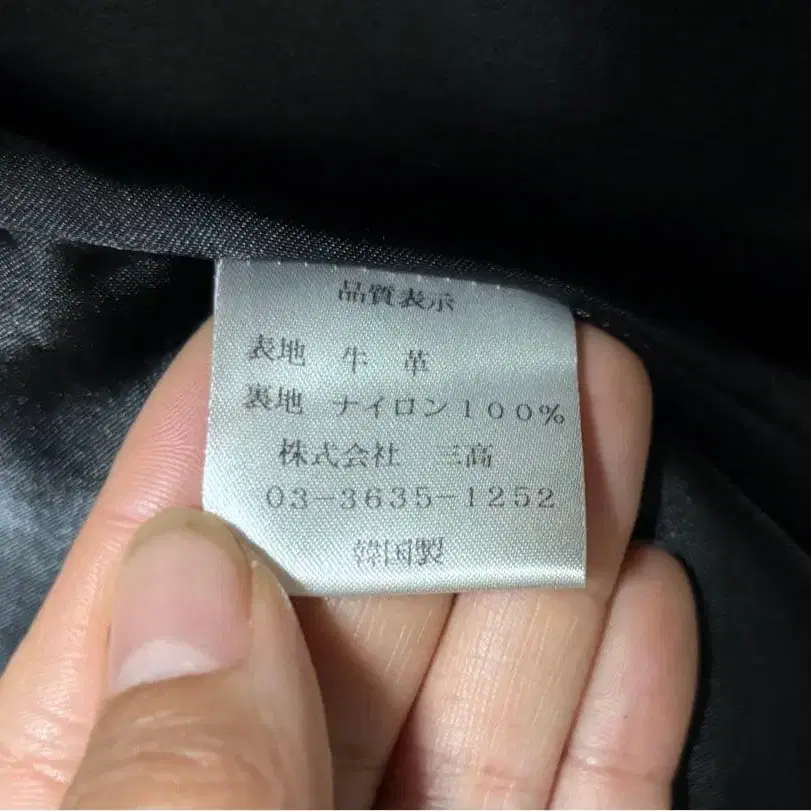 品質表示
表地 牛 革
裏地 ナイロン100%
株式会社 三高
03-3635-1252
韓国製